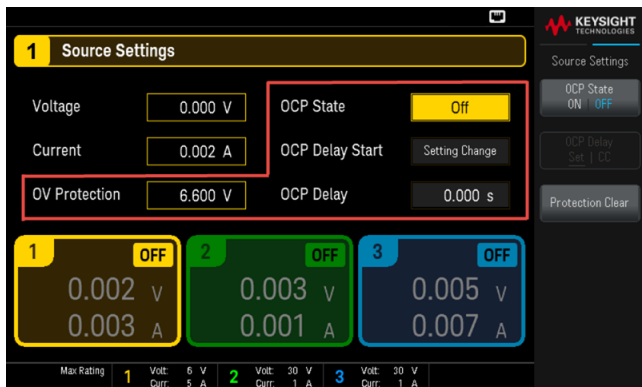 KEYSIGHT
TECHNOLOGIES
1 Source Settings
Source Settings
Voltage 0.000 V OCP State Off
OCP State
ON | OFF
Current 0.002 A OCP Delay Start Setting Change
OCP Delay
Set | CC
OV Protection 6.600 V OCP Delay 0.000 s
Protection Clear
1 OFF 2 OFF 3 OFF
0.002 V 0.003 V 0.005 V
0.003 A 0.001 A 0.007 A
Max Rating 1 Volt: 6 V 2 Volt: 30 V 3 Volt: 30 V
Curr: 5 A Curr: 1 A Curr: 1 A